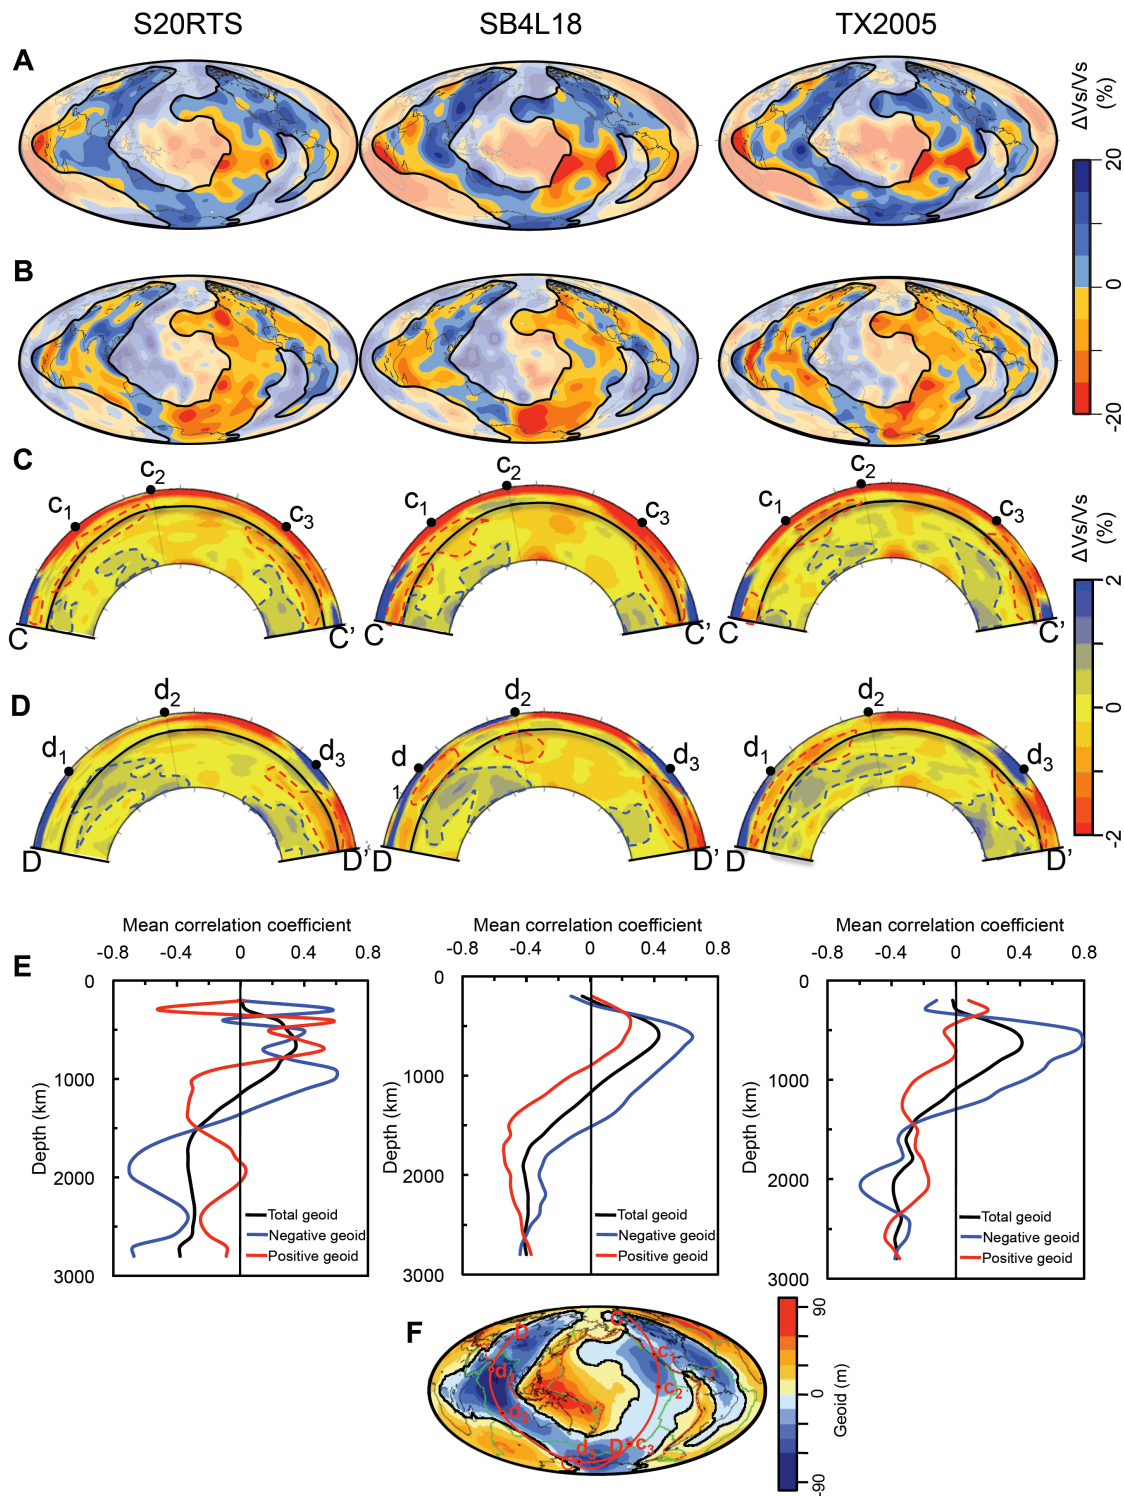 S20RTS SB4L18 TX2005
A
ΔVs/Vs
(%)
20
0
-20
B
C
c1 c2 c3
C C'
c1 c2 c3
C C'
c1 c2 c3
C C'
ΔVs/Vs
(%)
2
0
-2
D
d1 d2 d3
D D'
d1 d2 d3
D D'
d1 d2 d3
D D'
E
Mean correlation coefficient
-0.8 -0.4 0 0.4 0.8
0
1000
2000
3000
Depth (km)
Total geoid
Negative geoid
Positive geoid
Mean correlation coefficient
-0.8 -0.4 0 0.4 0.8
0
1000
2000
3000
Depth (km)
Total geoid
Negative geoid
Positive geoid
Mean correlation coefficient
-0.8 -0.4 0 0.4 0.8
0
1000
2000
3000
Depth (km)
Total geoid
Negative geoid
Positive geoid
F
D
C
c1
d1
c2
d2
d3
D'
c3
C'
90
0
-90
Geoid (m)